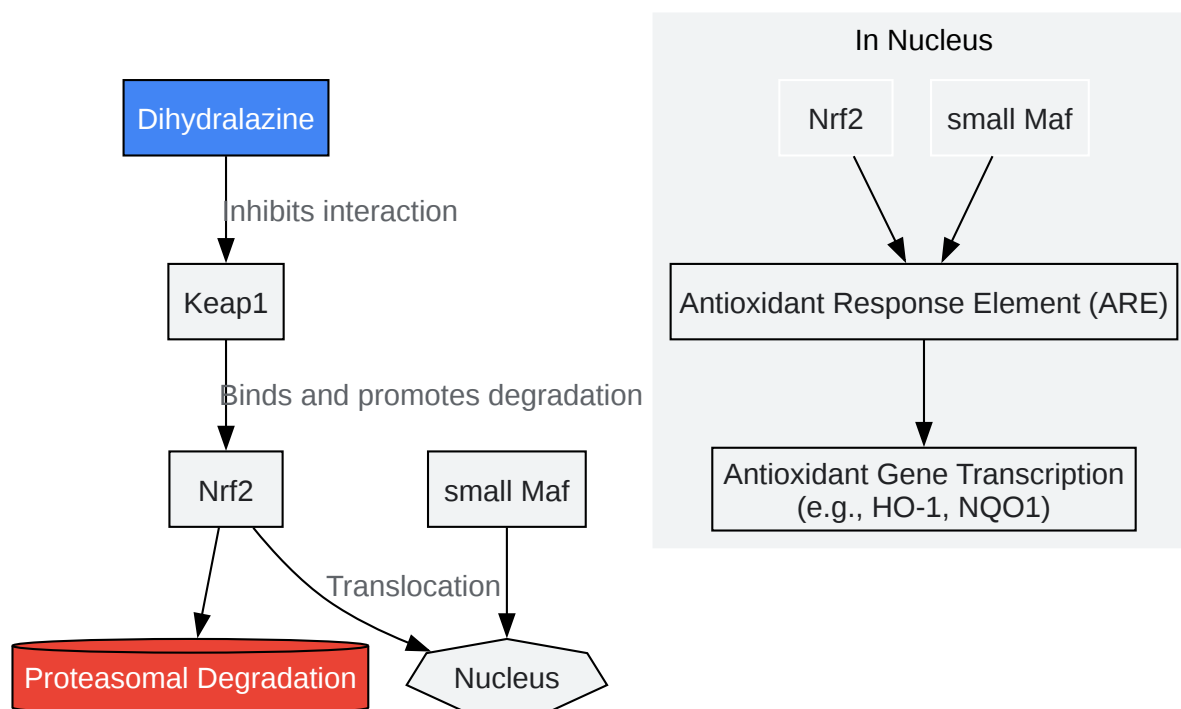 In Nucleus
Dihydralazine
Nrf2
small Maf
Inhibits interaction
Keap1
Antioxidant Response Element (ARE)
Binds and promotes degradation
Nrf2
small Maf
Antioxidant Gene Transcription
(e.g., HO-1, NQO1)
Translocation
Proteasomal Degradation
Nucleus